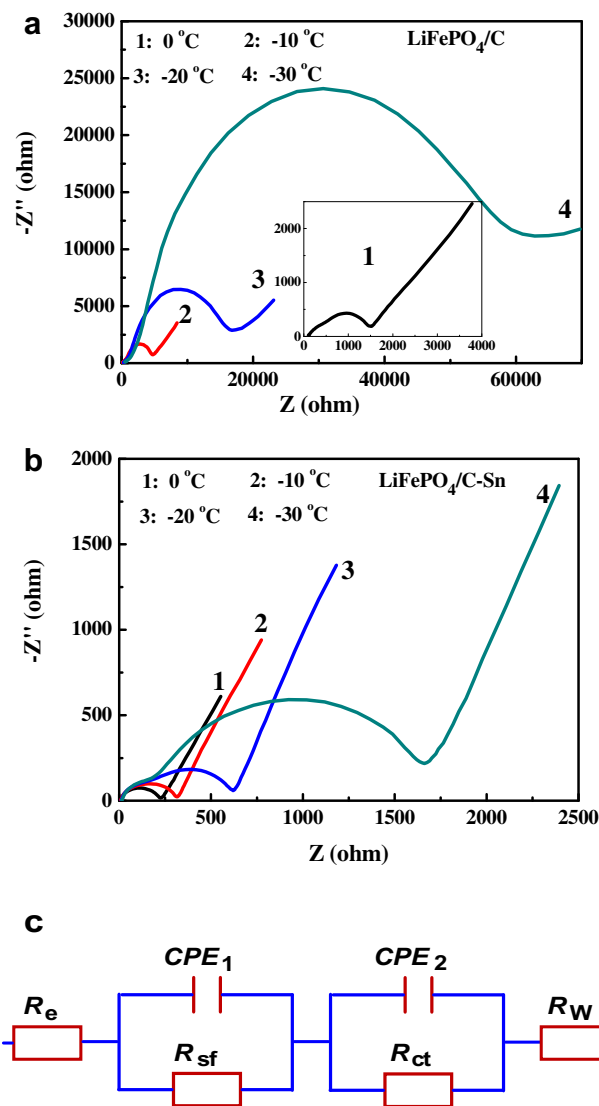 a
1: 0 °C 2: -10 °C LiFePO4/C
3: -20 °C 4: -30 °C
30000
25000
20000
15000
10000
5000
0
-Z'' (ohm)
0 20000 40000 60000
Z (ohm)
1
2
3
4
2000
1000
0
0 1000 2000 3000 4000
b
1: 0 °C 2: -10 °C LiFePO4/C-Sn
3: -20 °C 4: -30 °C
2000
1500
1000
500
0
-Z'' (ohm)
0 500 1000 1500 2000 2500
Z (ohm)
1
2
3
4
c
CPE1 CPE2
Re Rsf Rct RW